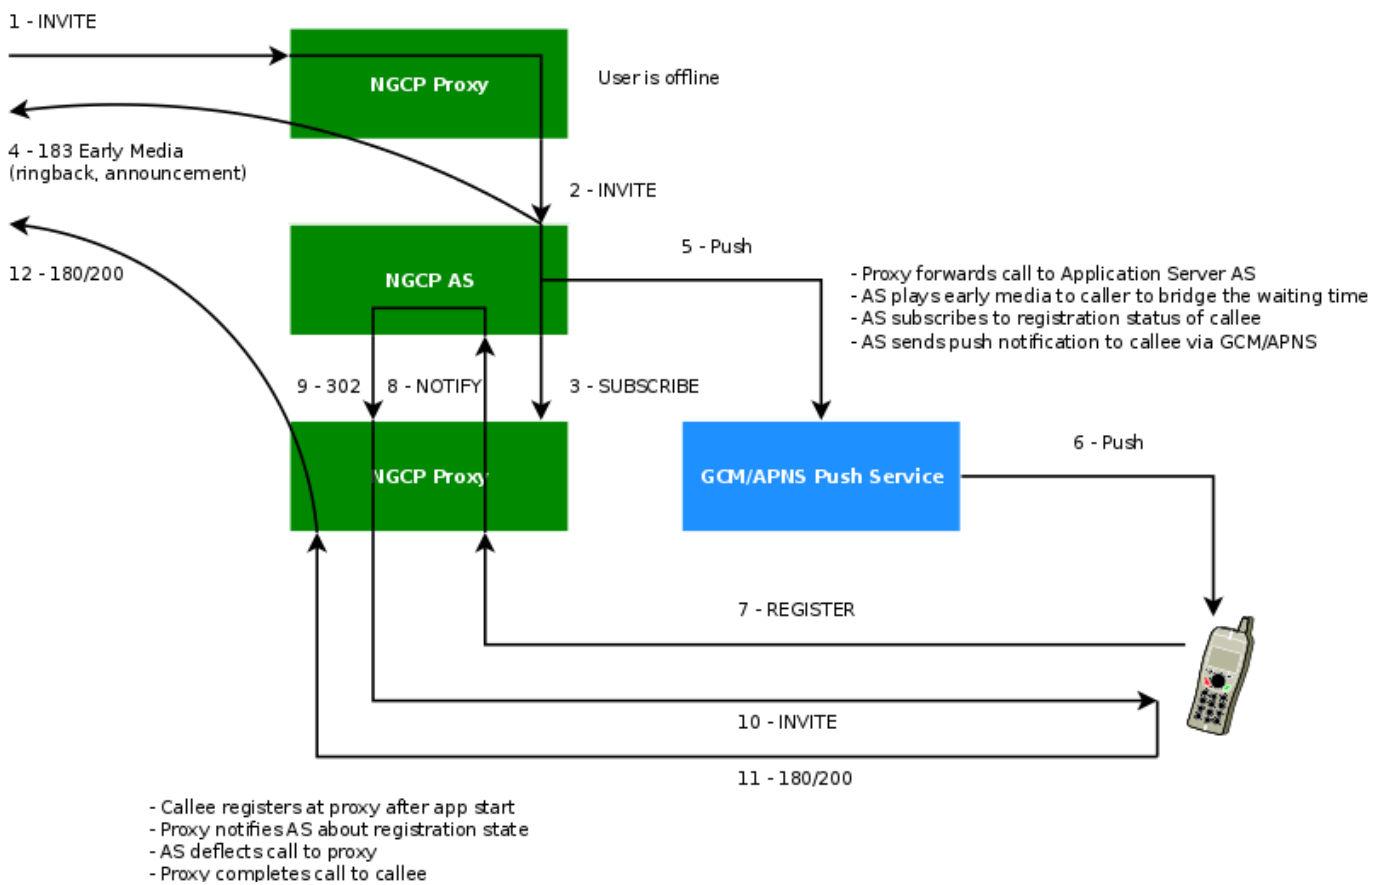 1 - INVITE
NGCP Proxy
User is offline
4 - 183 Early Media
(ringback, announcement)
2 - INVITE
5 - Push
12 - 180/200
NGCP AS
- Proxy forwards call to Application Server AS
- AS plays early media to caller to bridge the waiting time
- AS subscribes to registration status of callee
- AS sends push notification to callee via GCM/APNS
9 - 302
8 - NOTIFY
3 - SUBSCRIBE
6 - Push
NGCP Proxy
GCM/APNS Push Service
7 - REGISTER
10 - INVITE
11 - 180/200
- Callee registers at proxy after app start
- Proxy notifies AS about registration state
- AS deflects call to proxy
- Proxy completes call to callee